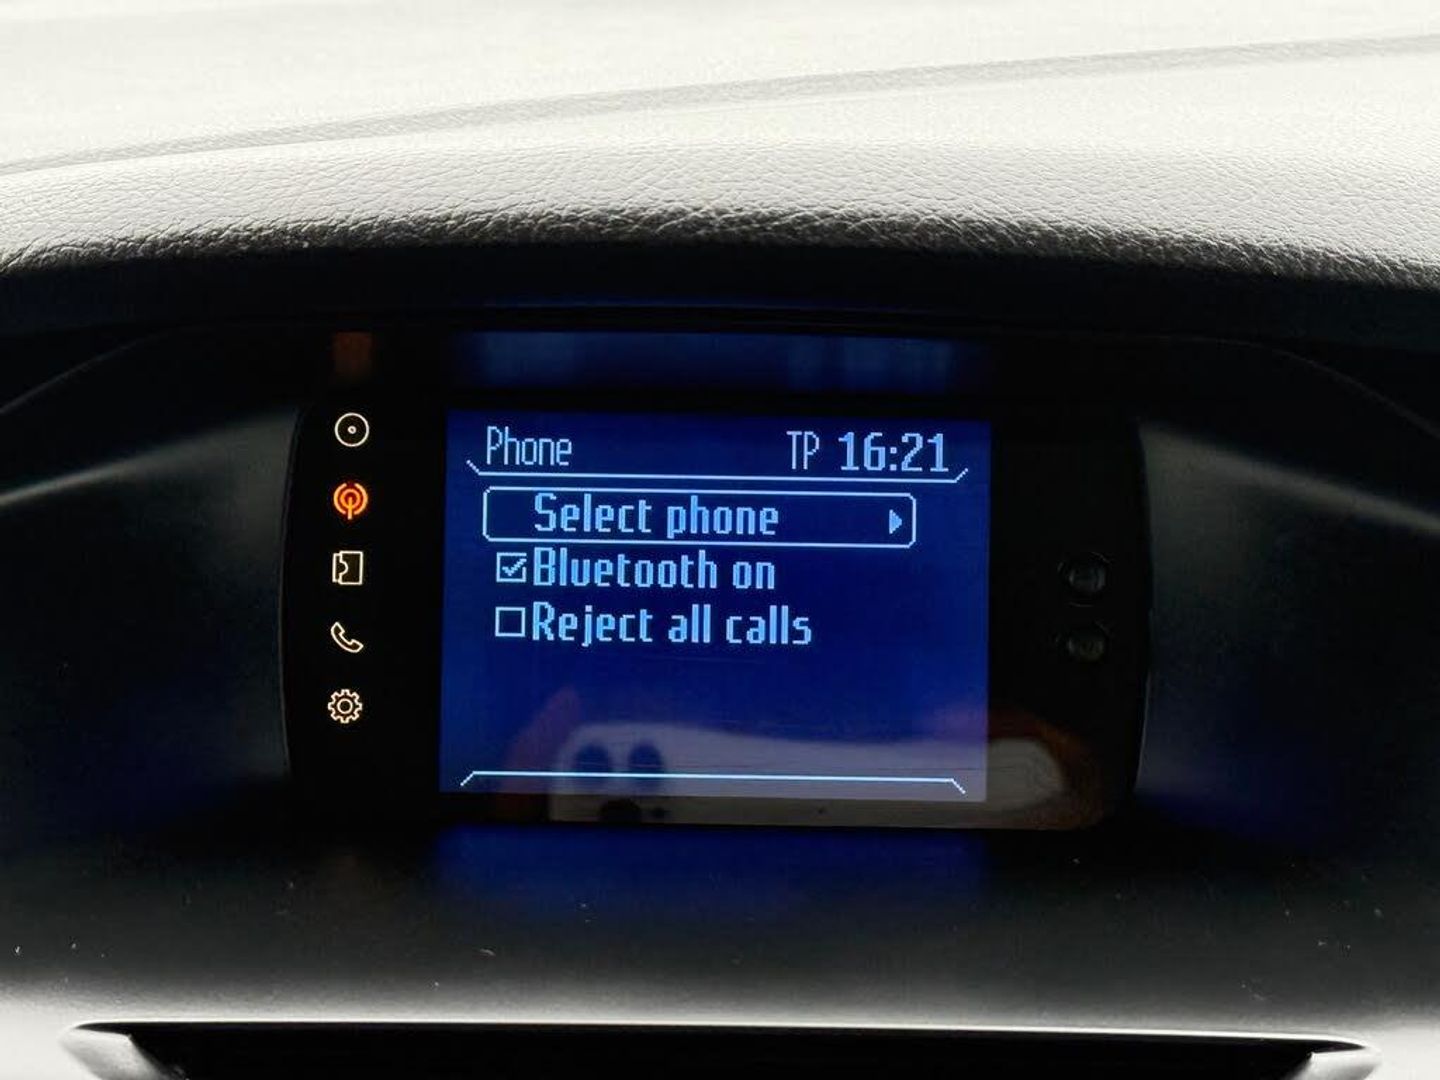 Phone TP 16:21
Select phone
Bluetooth on
Reject all calls